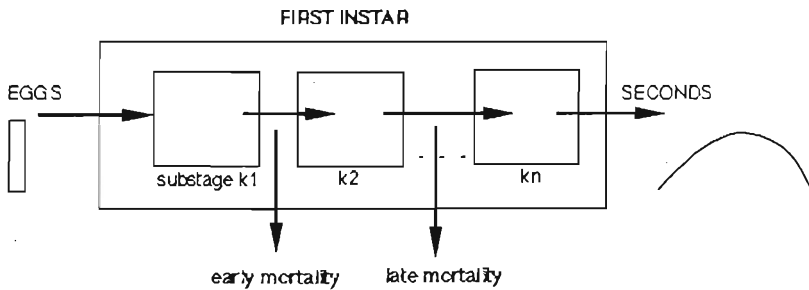 FIRST INSTAR
EGGS
SECONDS
substage k1
k2
kn
early mortality
late mortality